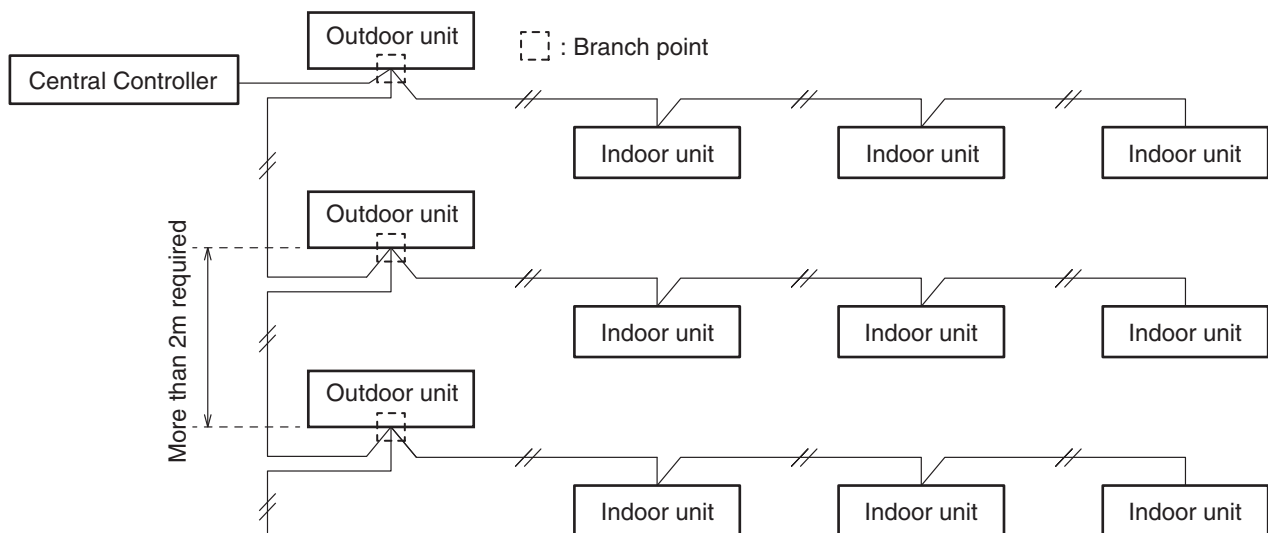 Outdoor unit
: Branch point
Central Controller
Indoor unit
Indoor unit
Indoor unit
Outdoor unit
More than 2m required
Indoor unit
Indoor unit
Indoor unit
Outdoor unit
Indoor unit
Indoor unit
Indoor unit